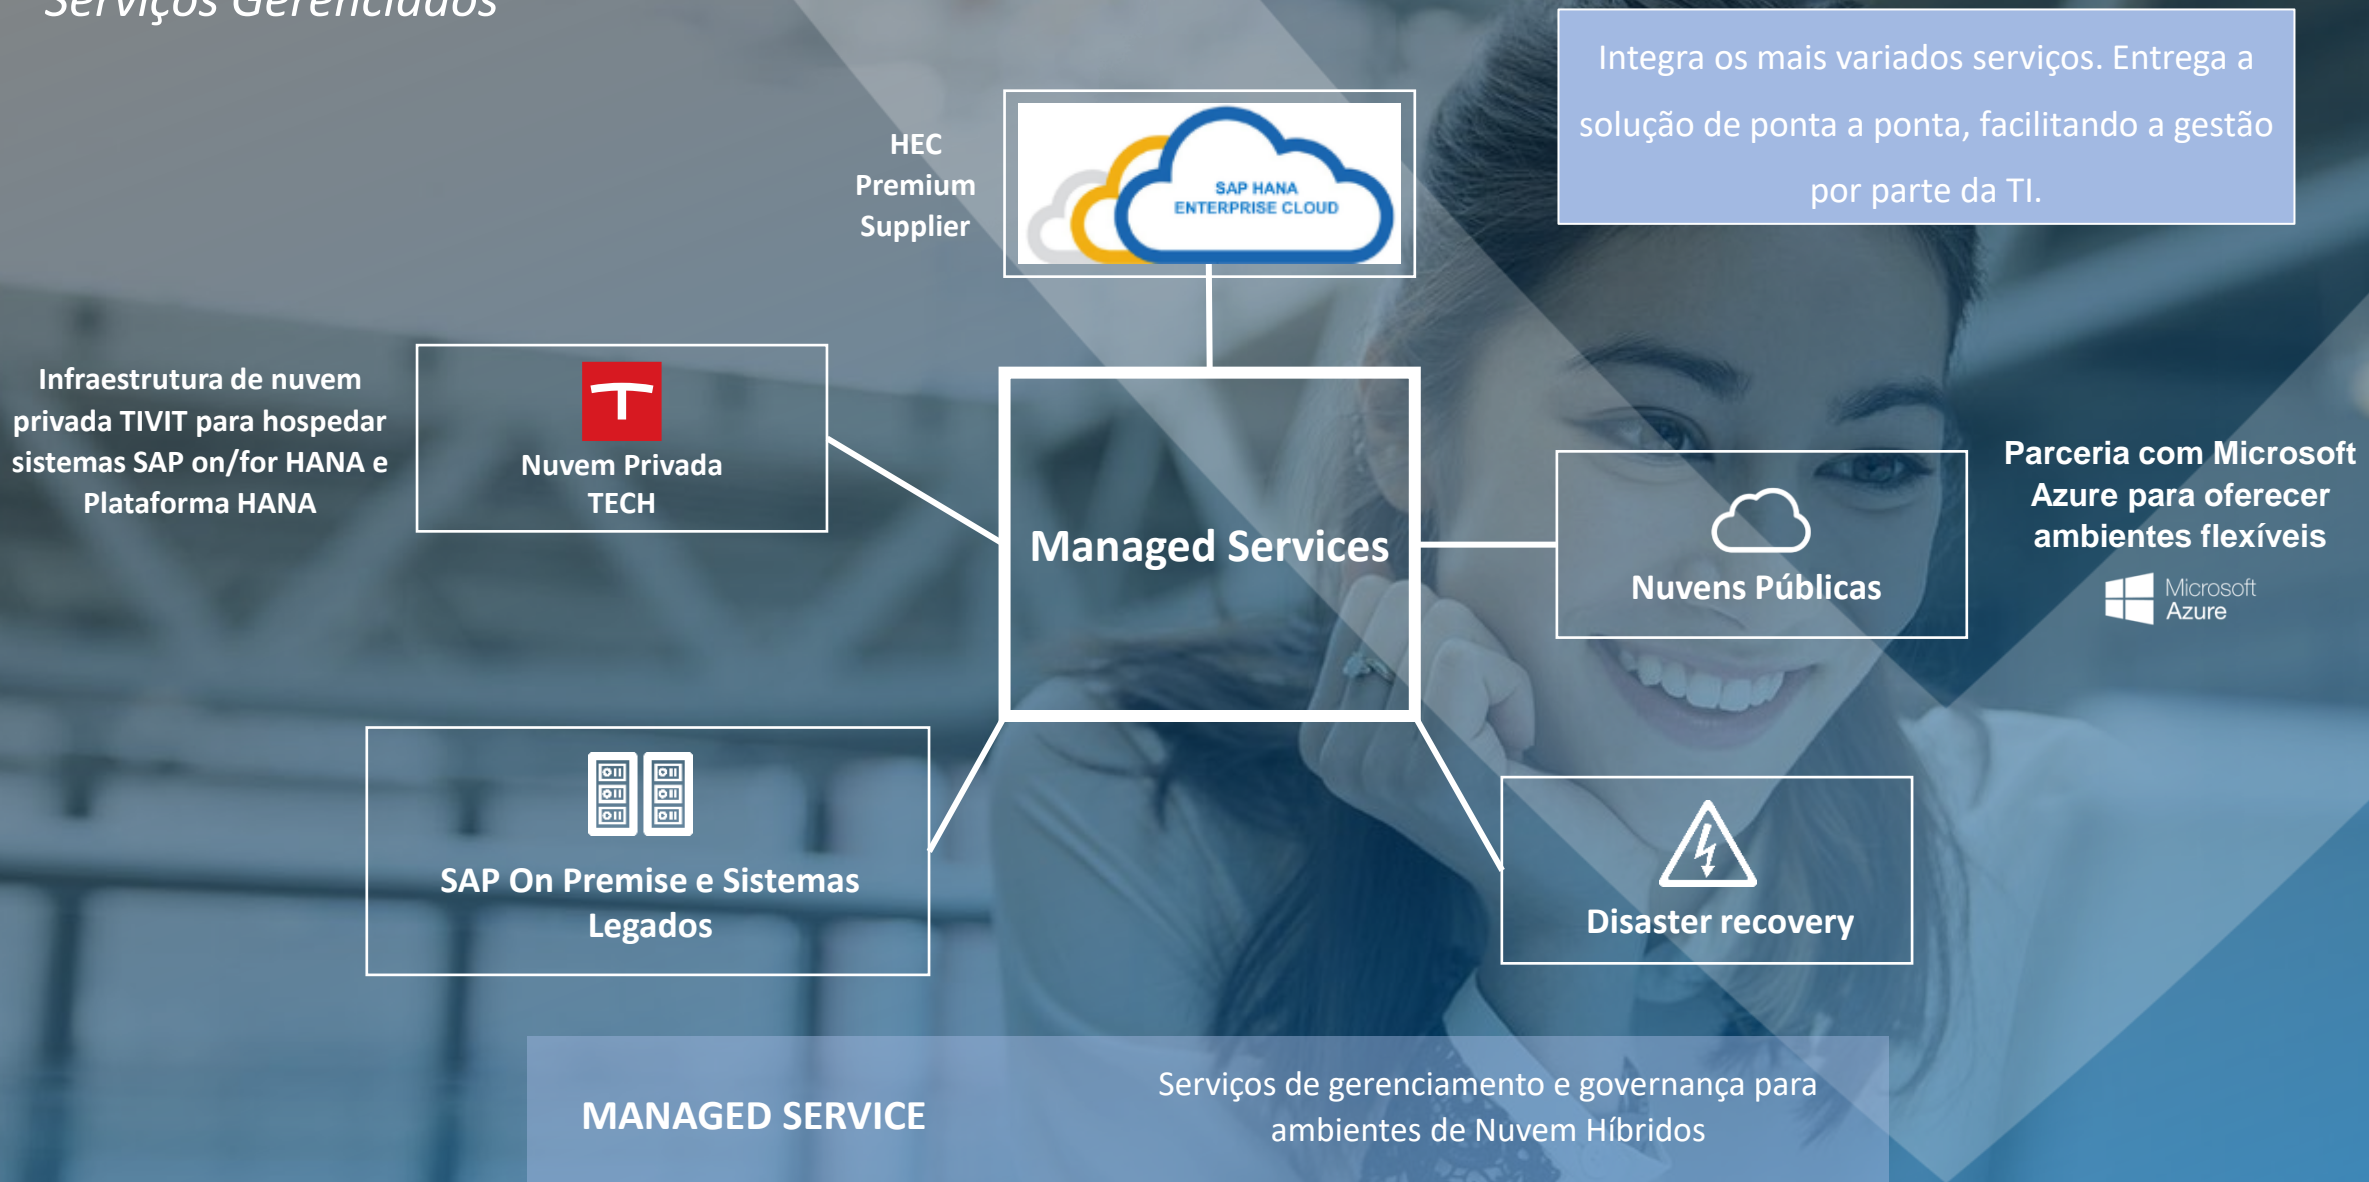 Serviços Gerenciados
Integra os mais variados serviços. Entrega a
solução de ponta a ponta, facilitando a gestão
por parte da TI.
HEC
Premium
Supplier
SAP HANA
ENTERPRISE CLOUD
Infraestrutura de nuvem
privada TIVIT para hospedar
sistemas SAP on/for HANA e
Plataforma HANA
Nuvem Privada
TECH
Managed Services
Nuvens Públicas
Parceria com Microsoft
Azure para oferecer
ambientes flexíveis
Microsoft
Azure
SAP On Premise e Sistemas
Legados
Disaster recovery
MANAGED SERVICE
Serviços de gerenciamento e governança para
ambientes de Nuvem Híbridos